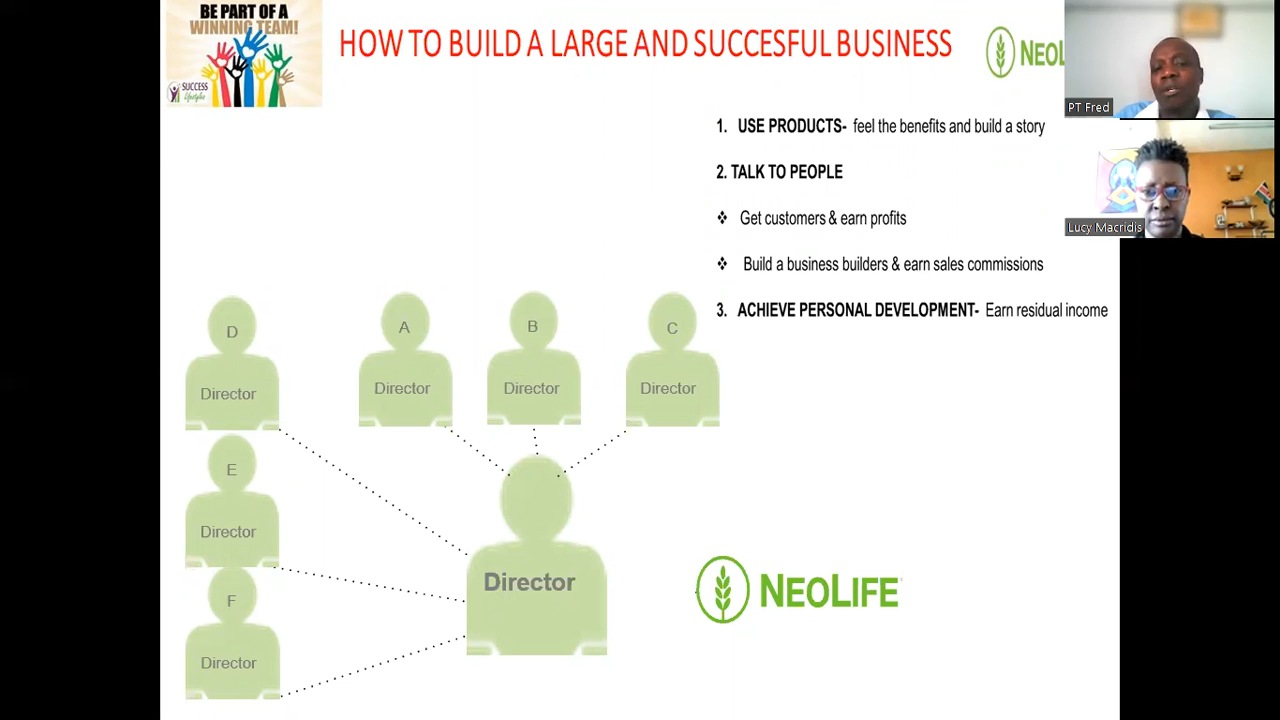 BE PART OF A
WINNING TEAM!
SUCCESS
Lifestyles
HOW TO BUILD A LARGE AND SUCCESFUL BUSINESS
NEOL
PT Fred
Lucy Macridis
1. USE PRODUCTS- feel the benefits and build a story
2. TALK TO PEOPLE
❖ Get customers & earn profits
❖ Build a business builders & earn sales commissions
3. ACHIEVE PERSONAL DEVELOPMENT- Earn residual income
D
Director
A
Director
B
Director
C
Director
E
Director
F
Director
Director
NEOLIFE